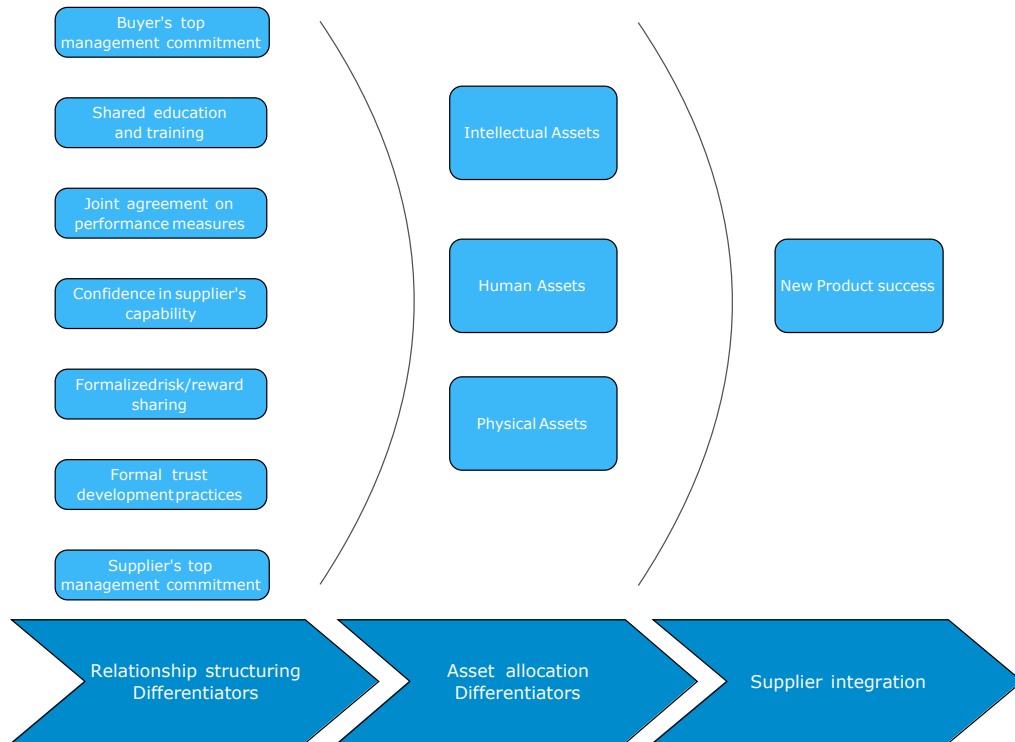 Buyer's top
management commitment
Shared education
and training
Joint agreement on
performance measures
Confidence in supplier's
capability
Formalizedrisk/reward
sharing
Formal trust
developmentpractices
Supplier's top
management commitment
Intellectual Assets
Human Assets
Physical Assets
New Product success
Relationship structuring
Differentiators
Asset allocation
Differentiators
Supplier integration